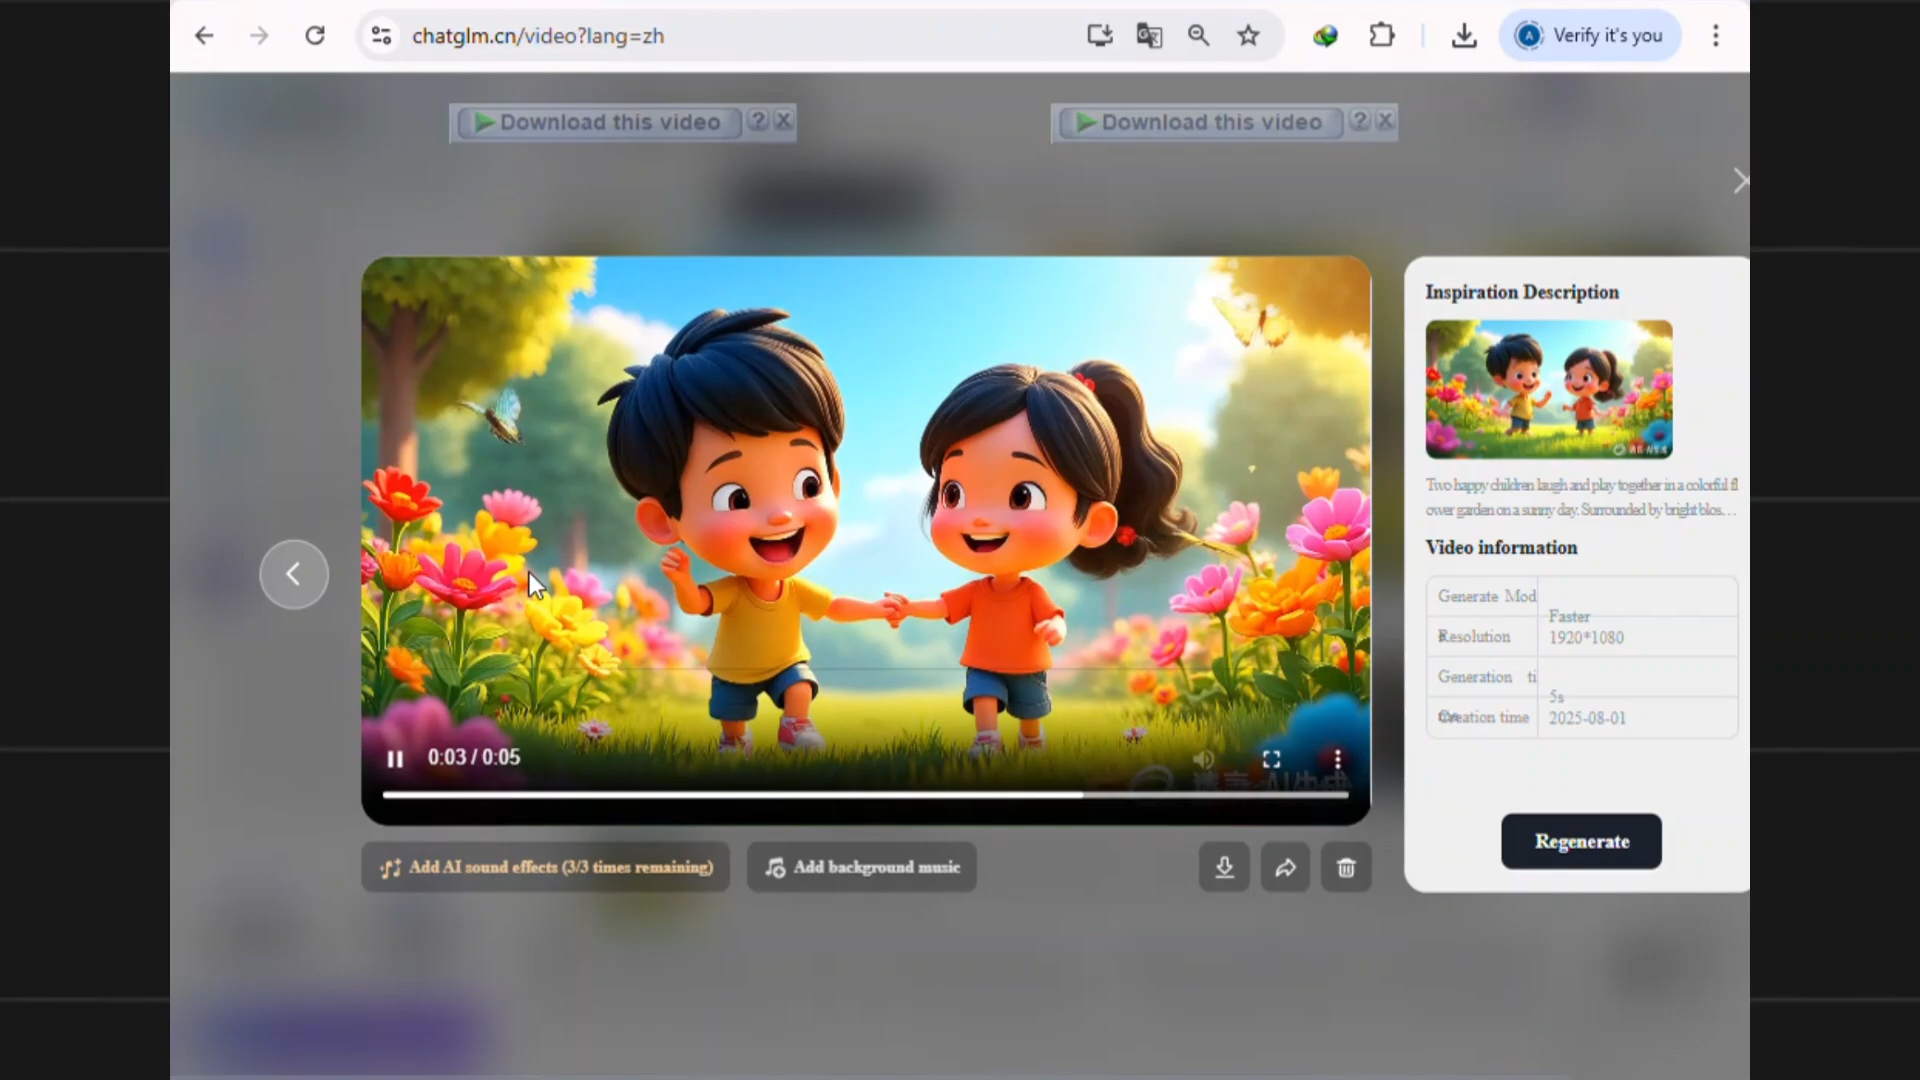 chatglm.cn/video?lang=zh
Verify it's you
Download this video ? X
Download this video ? X
Inspiration Description
Two happy children laugh and play together in a colorful fl
ower garden on a sunny day. Surrounded by bright blos...
Video information
Generate Mod
Faster
Resolution 1920*1080
Generation ti
5s
Creation time 2025-08-01
0:03 / 0:05
Add AI sound effects (3/3 times remaining)
Add background music
Regenerate